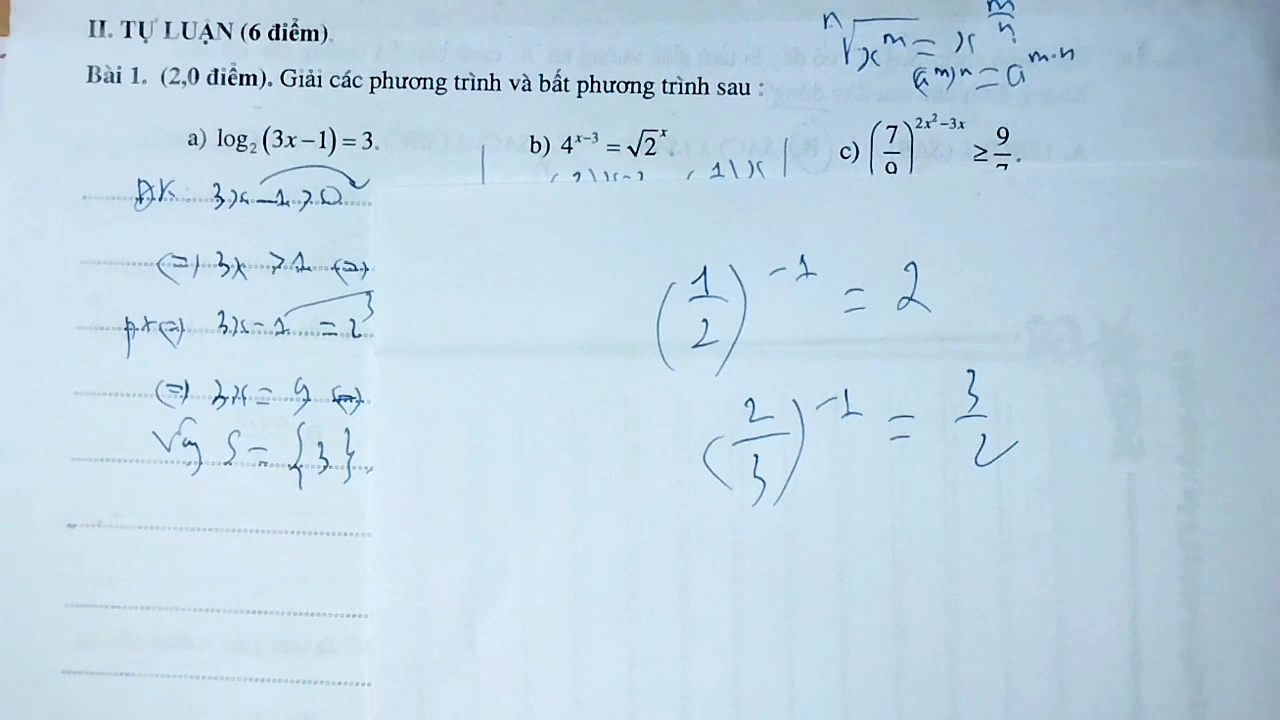 II. TỰ LUẬN (6 điểm).
Bài 1. (2,0 điểm). Giải các phương trình và bất phương trình sau :
ⁿ√xᵐ = x^(m/n)
(aᵐ)ⁿ = a^(m·n)
a) log₂(3x−1) = 3.
b) 4^(x−3) = √2^x.
c) (7/9)^(2x²−3x) ≥ 9/7.
ĐK 3x − 1 > 0
(=) 3x > 1 (=)
pt (=) 3x − 1 = 2³
(=) 3x = 9 (=)
Vậy S = {3}
(1/2)^(−1) = 2
(2/3)^(−1) = 3/2